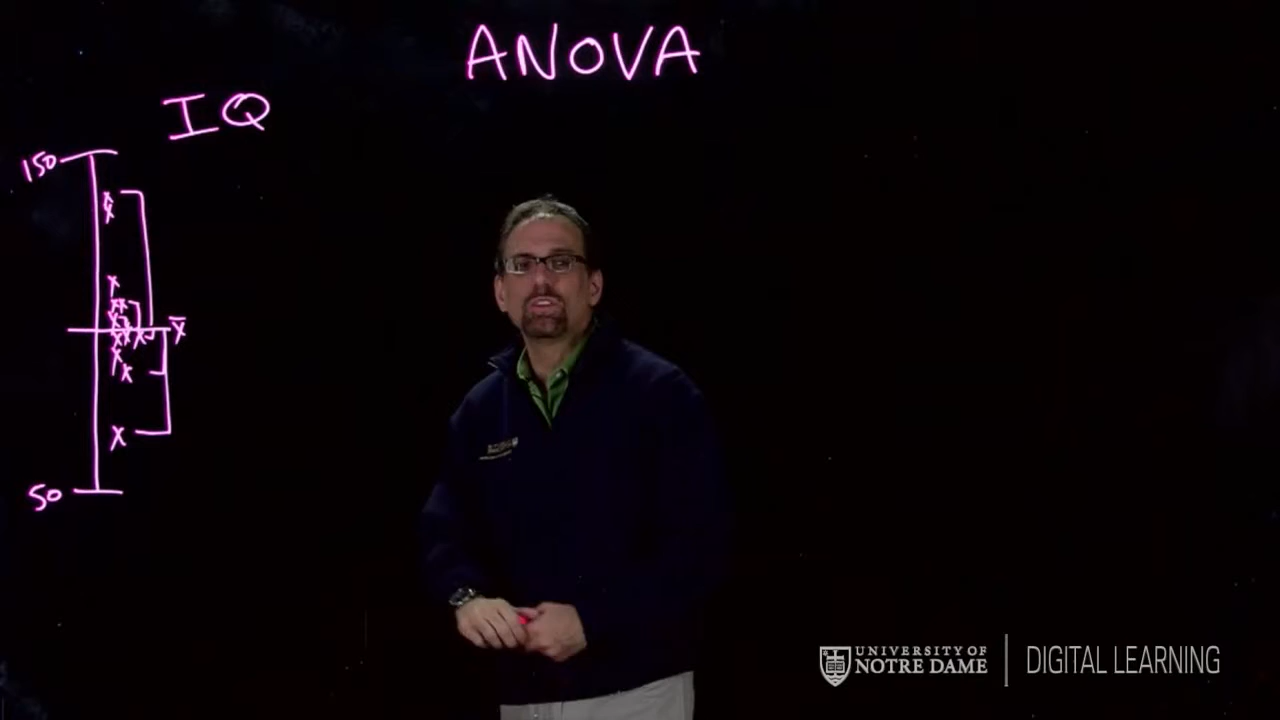 ANOVA
IQ
150
x̄
50
UNIVERSITY OF
NOTRE DAME
DIGITAL LEARNING